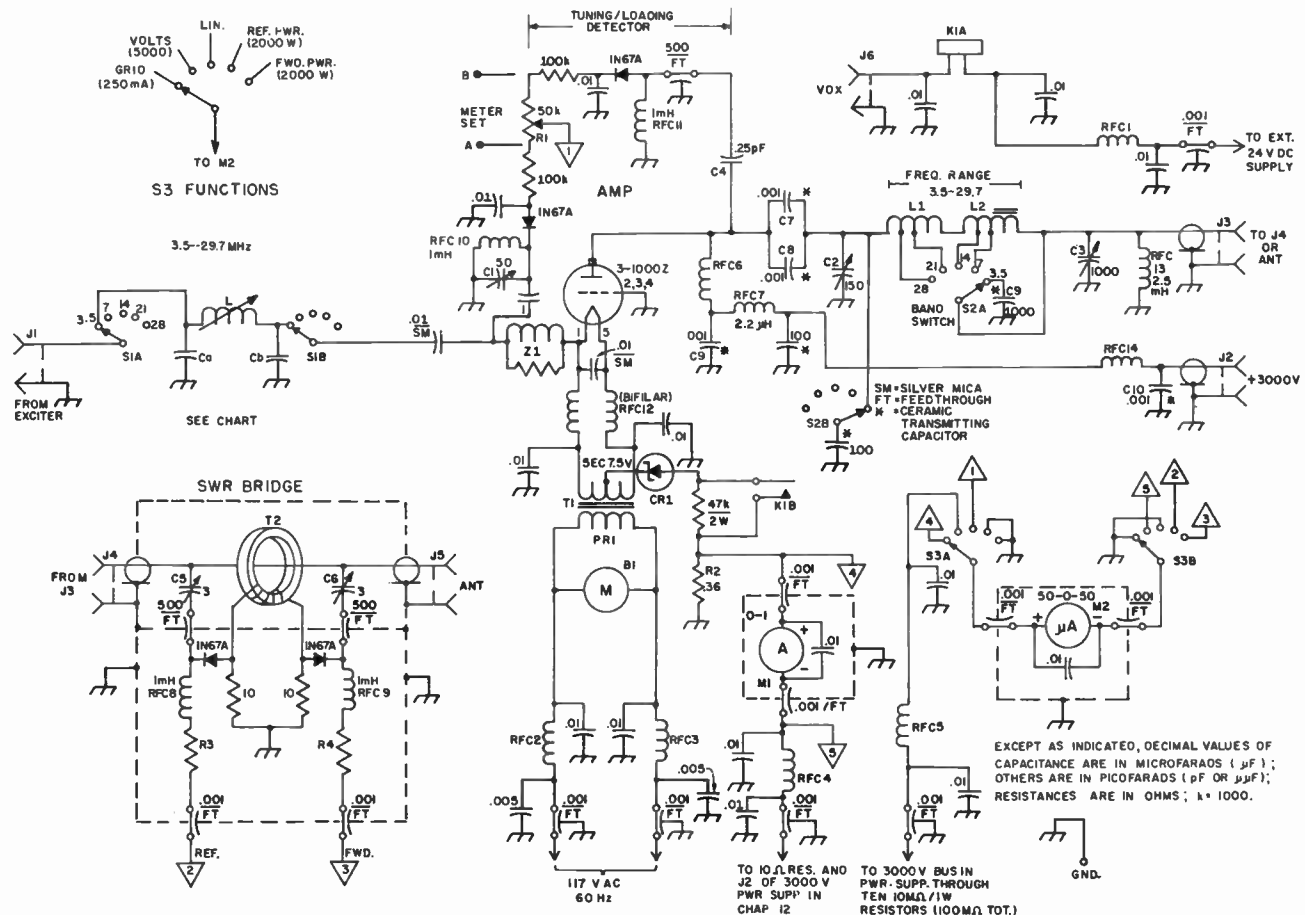 TUNING/LOADING
DETECTOR
LIN.
REF. PWR.
(2000 W)
VOLTS
(5000)
FWD. PWR.
(2000 W)
GRID
(250mA)
TO M2
S3 FUNCTIONS
B
100k
.01
IN67A
500
FT
1mH
RFC11
METER
SET
50k
R1
1
A
100k
.25pF
C4
AMP
J6
VOX
K1A
.01
.01
RFC1
.001
FT
.01
TO EXT.
24 V DC
SUPPLY
.01
IN67A
RFC10
1mH
50
C1
3-1000Z
2,3,4
1
5
.001
*
C7
C8
.001
*
C2
150
FREQ. RANGE
3.5-29.7
L1
L2
21
28
14
7
3.5
BAND
SWITCH
S2A
C9
1000
C3
1000
RFC
13
2.5
mH
J3
TO J4
OR
ANT
3.5--29.7 MHz
J1
FROM
EXCITER
3.5
7
14
21
28
S1A
Ca
L
Cb
S1B
SEE CHART
.01
SM
Z1
.01
SM
RFC6
RFC7
2.2 µH
001
C9
*
100
*
RFC14
C10
.001
*
J2
+3000V
(BIFILAR)
RFC12
.01
.01
S2B
*
100
SM=SILVER MICA
FT=FEEDTHROUGH
*=CERAMIC
TRANSMITTING
CAPACITOR
SEC 7.5V
T1
PRI
CR1
47k
2W
K1B
R2
.36
4
.001
FT
0-1
A
+
-
.01
M1
.001/FT
5
.01
RFC4
.01
.001
FT
B1
M
RFC2
.01
.01
RFC3
.005
.001
FT
.001
FT
.005
117 V AC
60 Hz
SWR BRIDGE
J4
FROM
J3
T2
C5
3
C6
3
J5
ANT
500
FT
500
FT
IN67A
IN67A
1mH
RFC8
10
10
1mH
RFC9
R3
R4
.001
FT
.001
FT
REF.
2
FWD.
3
TO 10Ω RES. AND
J2 OF 3000 V
PWR SUPP IN
CHAP 12
4
1
S3A
.01
5
2
3
S3B
.001
FT
50-0-50
+
µA
-
M2
.001
FT
.01
RFC5
.01
.001
FT
TO 3000V BUS IN
PWR-SUPP. THROUGH
TEN 10MΩ/1W
RESISTORS (100MΩ TOT.)
EXCEPT AS INDICATED, DECIMAL VALUES OF
CAPACITANCE ARE IN MICROFARADS ( µF ) ;
OTHERS ARE IN PICOFARADS ( pF OR µµF);
RESISTANCES ARE IN OHMS ; k= 1000.
GND.